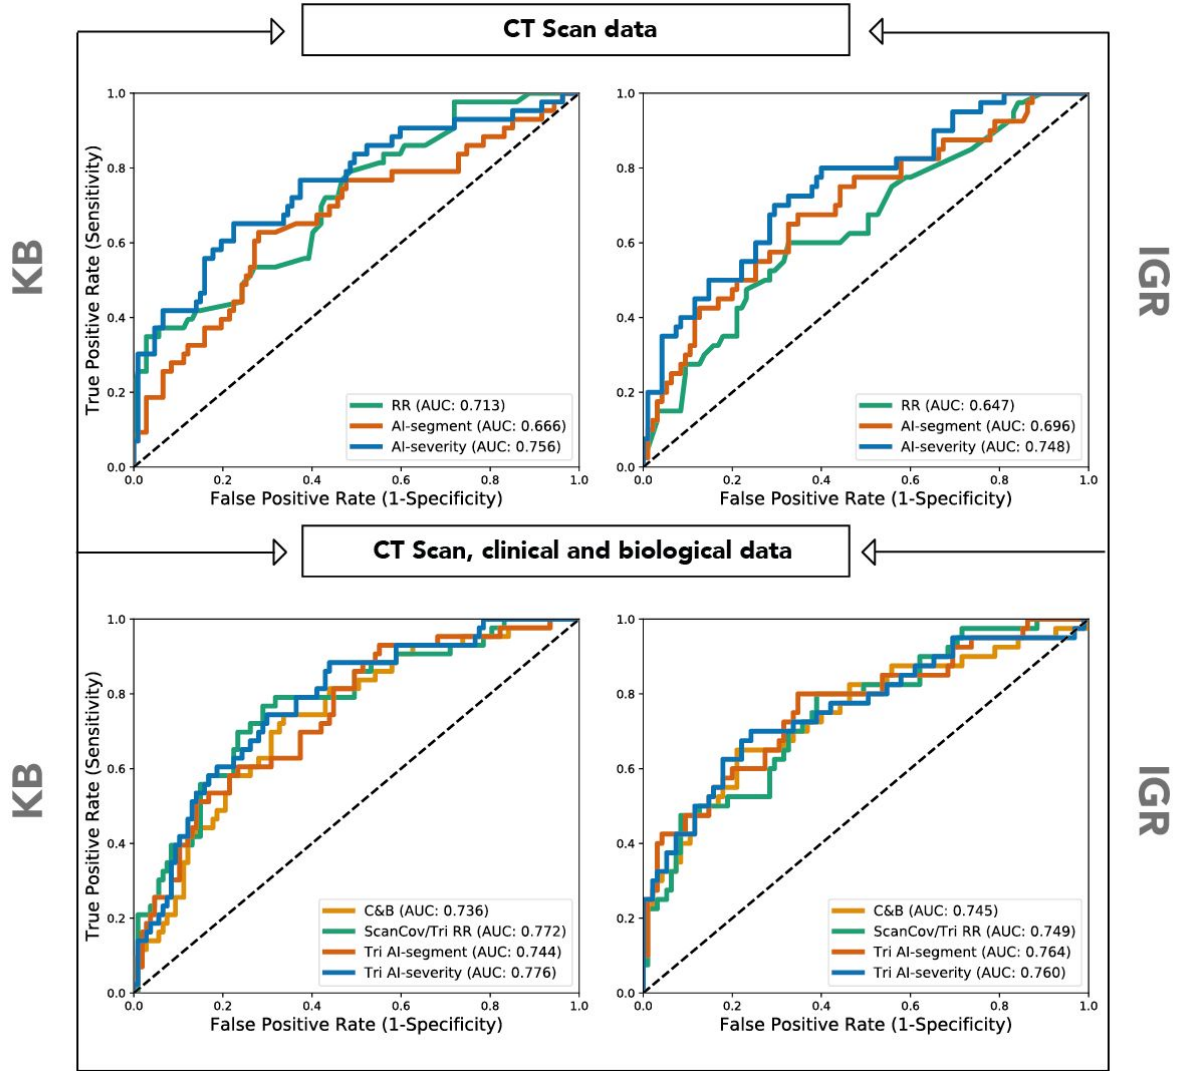 CT Scan data
KB
IGR
True Positive Rate (Sensitivity)
1.0
0.8
0.6
0.4
0.2
0.0
RR (AUC: 0.713)
AI-segment (AUC: 0.666)
AI-severity (AUC: 0.756)
0.0 0.2 0.4 0.6 0.8 1.0
False Positive Rate (1-Specificity)
1.0
0.8
0.6
0.4
0.2
0.0
RR (AUC: 0.647)
AI-segment (AUC: 0.696)
AI-severity (AUC: 0.748)
0.0 0.2 0.4 0.6 0.8 1.0
False Positive Rate (1-Specificity)
CT Scan, clinical and biological data
KB
IGR
True Positive Rate (Sensitivity)
1.0
0.8
0.6
0.4
0.2
0.0
C&B (AUC: 0.736)
ScanCov/Tri RR (AUC: 0.772)
Tri AI-segment (AUC: 0.744)
Tri AI-severity (AUC: 0.776)
0.0 0.2 0.4 0.6 0.8 1.0
False Positive Rate (1-Specificity)
1.0
0.8
0.6
0.4
0.2
0.0
C&B (AUC: 0.745)
ScanCov/Tri RR (AUC: 0.749)
Tri AI-segment (AUC: 0.764)
Tri AI-severity (AUC: 0.760)
0.0 0.2 0.4 0.6 0.8 1.0
False Positive Rate (1-Specificity)